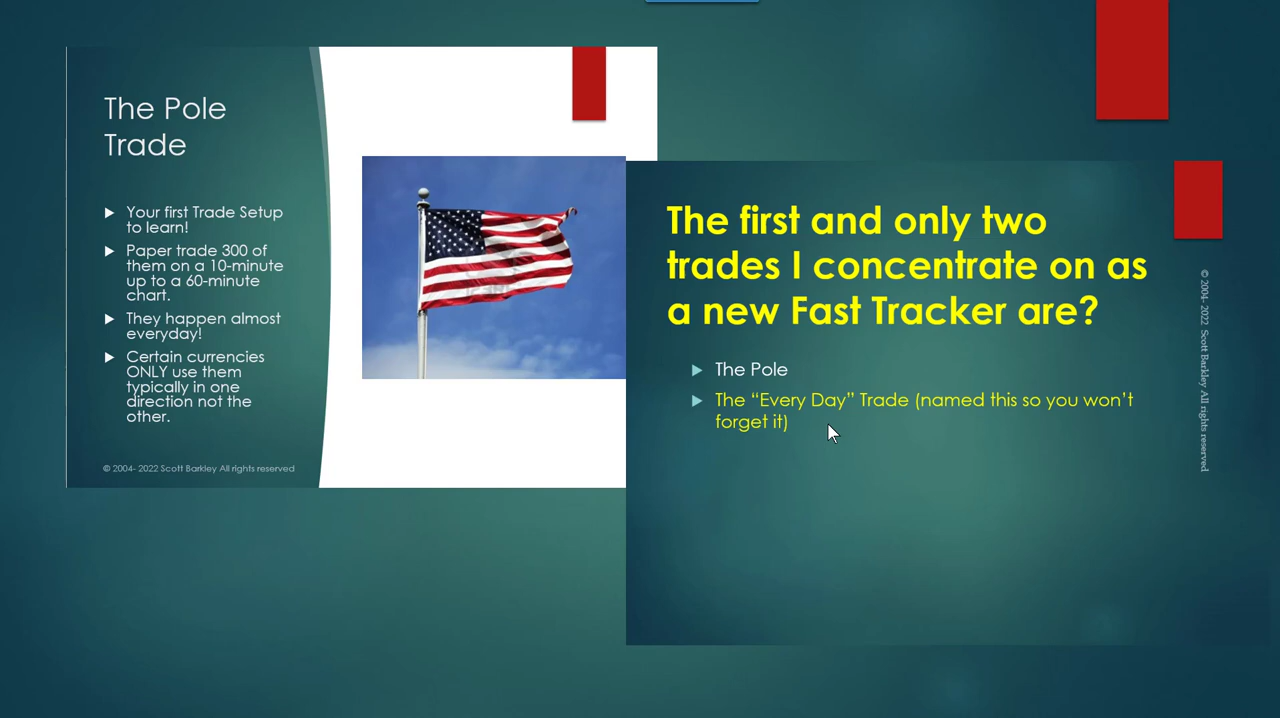 The Pole
Trade
▶ Your first Trade Setup
to learn!
▶ Paper trade 300 of
them on a 10-minute
up to a 60-minute
chart.
▶ They happen almost
everyday!
▶ Certain currencies
ONLY use them
typically in one
direction not the
other.
© 2004- 2022 Scott Barkley All rights reserved
The first and only two
trades I concentrate on as
a new Fast Tracker are?
▶ The Pole
▶ The “Every Day” Trade (named this so you won’t
forget it)
© 2004- 2022 Scott Barkley All rights reserved